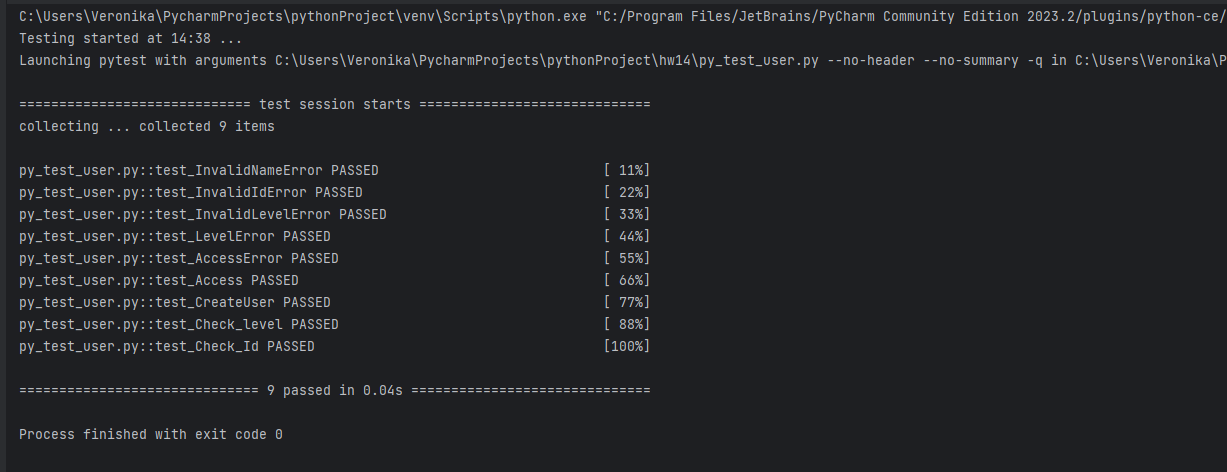 C:\Users\Veronika\PycharmProjects\pythonProject\venv\Scripts\python.exe "C:/Program Files/JetBrains/PyCharm Community Edition 2023.2/plugins/python-ce/
Testing started at 14:38 ...
Launching pytest with arguments C:\Users\Veronika\PycharmProjects\pythonProject\hw14\py_test_user.py --no-header --no-summary -q in C:\Users\Veronika\P
============================= test session starts =============================
collecting ... collected 9 items
py_test_user.py::test_InvalidNameError PASSED [ 11%]
py_test_user.py::test_InvalidIdError PASSED [ 22%]
py_test_user.py::test_InvalidLevelError PASSED [ 33%]
py_test_user.py::test_LevelError PASSED [ 44%]
py_test_user.py::test_AccessError PASSED [ 55%]
py_test_user.py::test_Access PASSED [ 66%]
py_test_user.py::test_CreateUser PASSED [ 77%]
py_test_user.py::test_Check_level PASSED [ 88%]
py_test_user.py::test_Check_Id PASSED [100%]
============================== 9 passed in 0.04s ==============================
Process finished with exit code 0